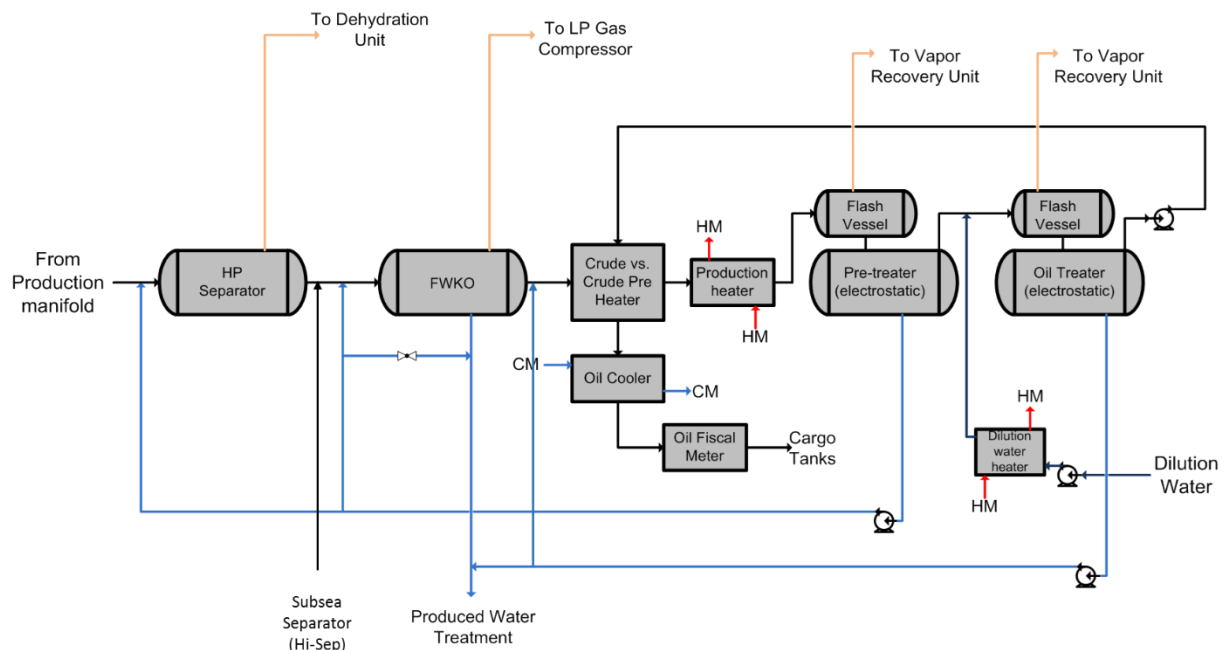 To Dehydration
Unit
To LP Gas
Compressor
To Vapor
Recovery Unit
To Vapor
Recovery Unit
From
Production
manifold
HP
Separator
FWKO
Crude vs.
Crude Pre
Heater
HM
Production
heater
HM
Flash
Vessel
Pre-treater
(electrostatic)
Flash
Vessel
Oil Treater
(electrostatic)
CM
Oil Cooler
CM
Oil Fiscal
Meter
Cargo
Tanks
HM
Dilution
water
heater
HM
Dilution
Water
Subsea
Separator
(Hi-Sep)
Produced Water
Treatment